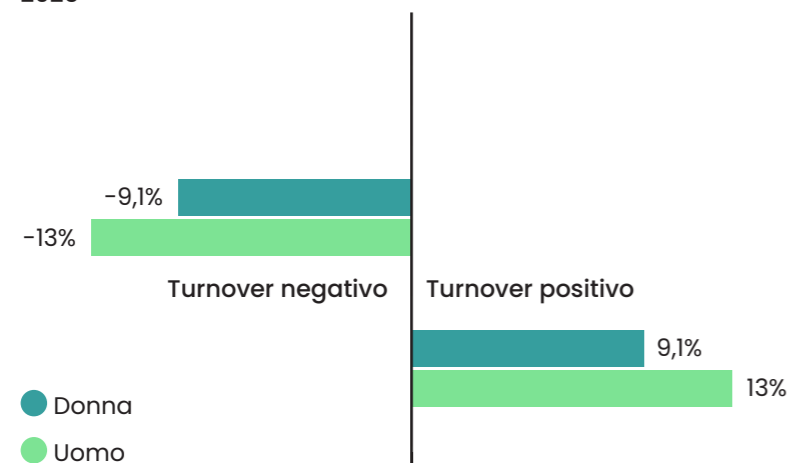 -9,1%
-13%
Turnover negativo
Turnover positivo
9,1%
13%
Donna
Uomo